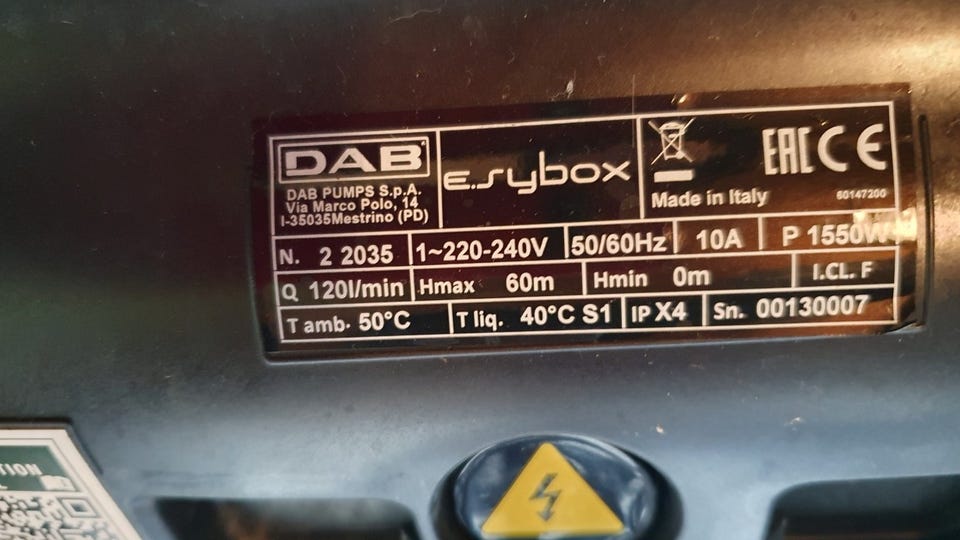 DAB
DAB PUMPS S.p.A.
Via Marco Polo, 14
I-35035Mestrino (PD)
e.sybox
EAC CE
Made in Italy 60147200
N. 2 2035 1~220-240V 50/60Hz 10A P 1550W
Q 120l/min Hmax 60m Hmin 0m I.CL. F
T amb. 50°C T liq. 40°C S1 IP X4 Sn. 00130007